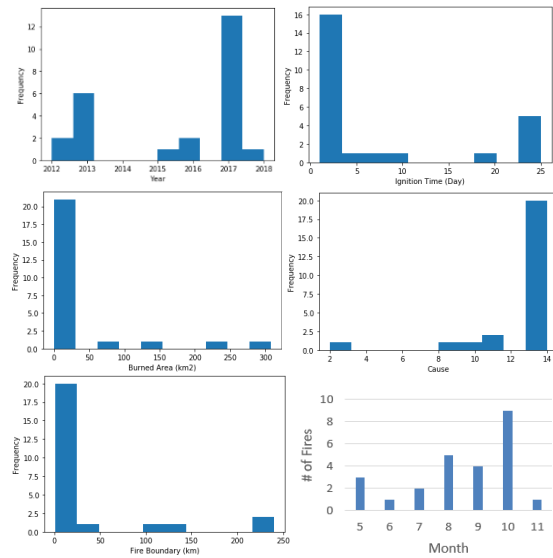 12
10
8
6
4
2
0
Frequency
2012 2013 2014 2015 2016 2017 2018
Year
16
14
12
10
8
6
4
2
0
Frequency
5 10 15 20 25
Ignition Time (Day)
20.0
17.5
15.0
12.5
10.0
7.5
5.0
2.5
0.0
Frequency
0 50 100 150 200 250 300
Burned Area (km2)
20.0
17.5
15.0
12.5
10.0
7.5
5.0
2.5
0.0
Frequency
2 4 6 8 10 12 14
Cause
20.0
17.5
15.0
12.5
10.0
7.5
5.0
2.5
0.0
Frequency
0 50 100 150 200 250
Fire Boundary (km)
10
8
6
4
2
0
# of Fires
5 6 7 8 9 10 11
Month